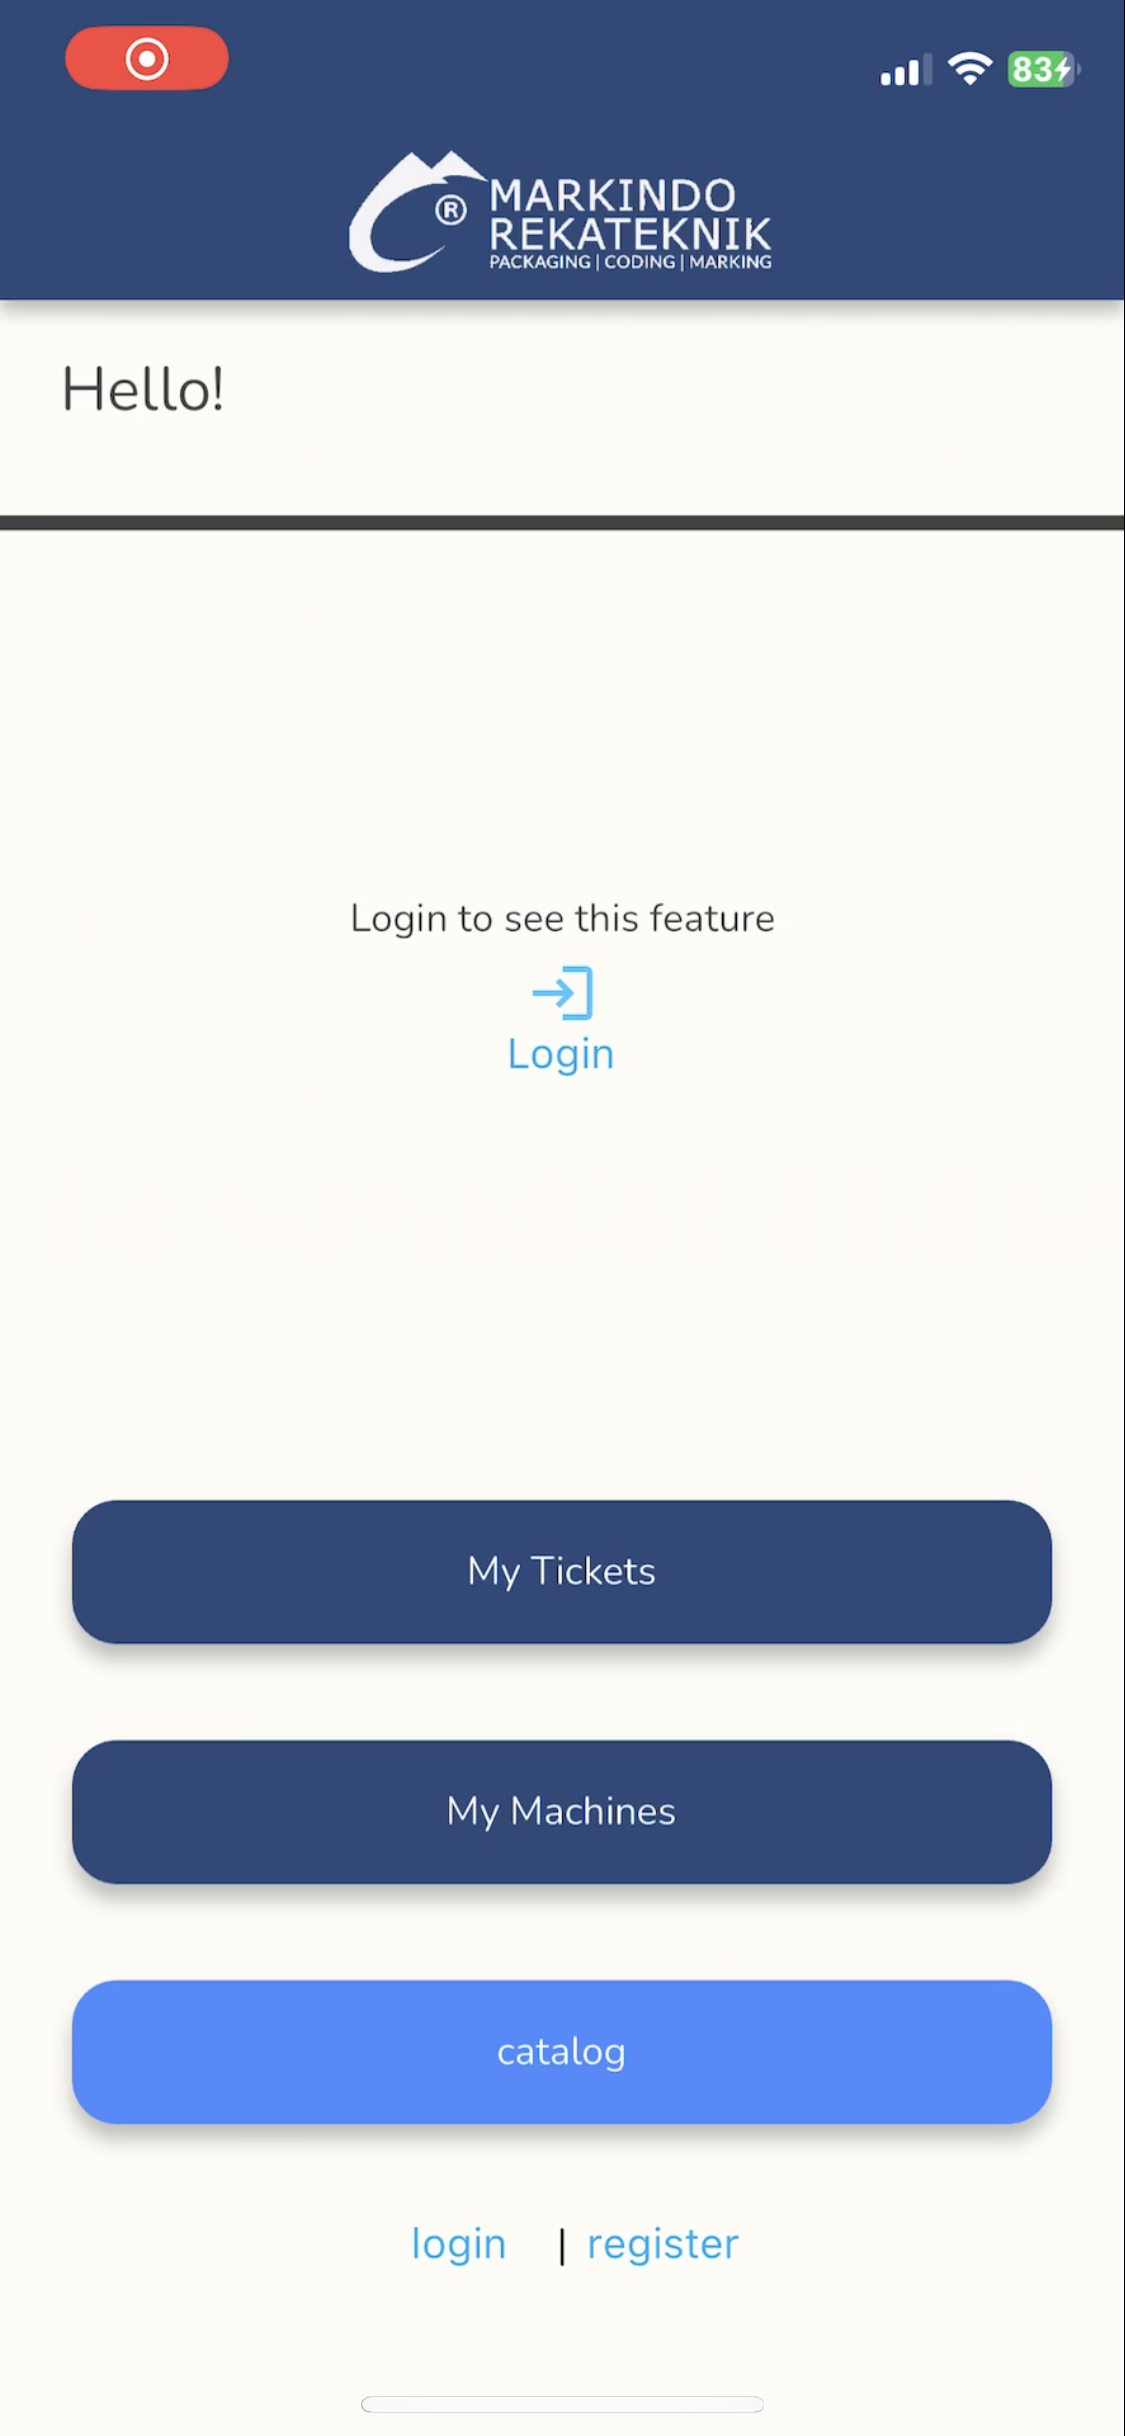 83
MARKINDO
REKATEKNIK
PACKAGING | CODING | MARKING
Hello!
Login to see this feature
Login
My Tickets
My Machines
catalog
login | register